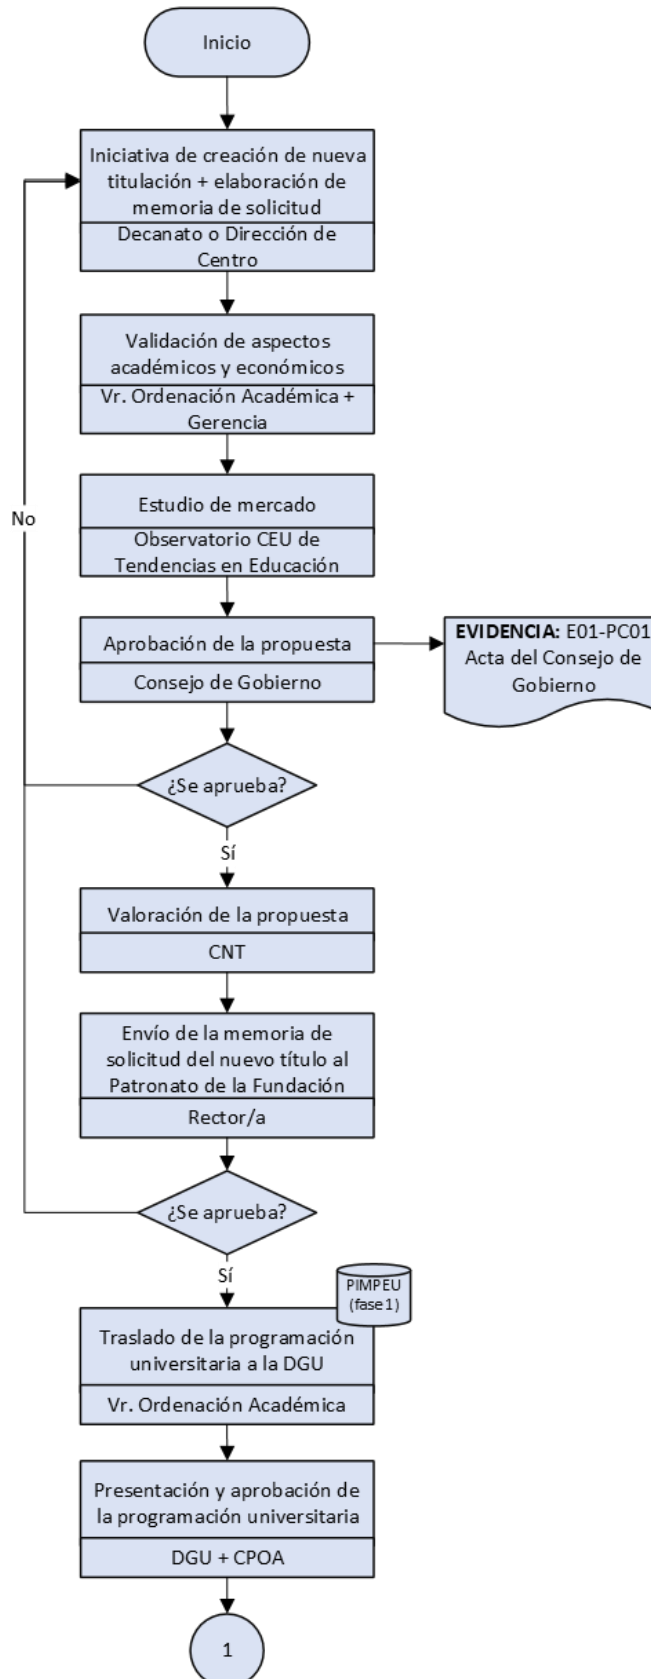 Inicio
Iniciativa de creación de nueva
titulación + elaboración de
memoria de solicitud
Decanato o Dirección de
Centro
Validación de aspectos
académicos y económicos
Vr. Ordenación Académica +
Gerencia
Estudio de mercado
Observatorio CEU de
Tendencias en Educación
No
Aprobación de la propuesta
Consejo de Gobierno
EVIDENCIA: E01-PC01
Acta del Consejo de
Gobierno
¿Se aprueba?
Sí
Valoración de la propuesta
CNT
Envío de la memoria de
solicitud del nuevo título al
Patronato de la Fundación
Rector/a
¿Se aprueba?
Sí
PIMPEU
(fase 1)
Traslado de la programación
universitaria a la DGU
Vr. Ordenación Académica
Presentación y aprobación de
la programación universitaria
DGU + CPOA
1